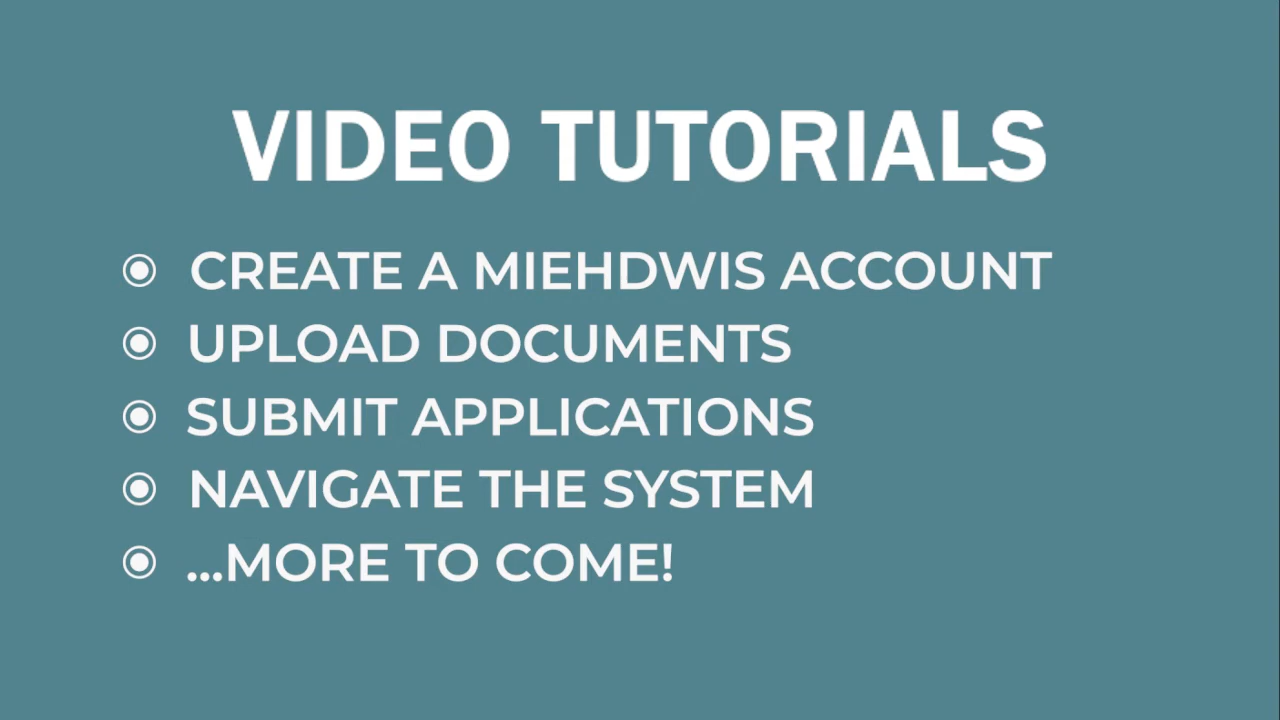 VIDEO TUTORIALS
CREATE A MIEHDWIS ACCOUNT
UPLOAD DOCUMENTS
SUBMIT APPLICATIONS
NAVIGATE THE SYSTEM
...MORE TO COME!